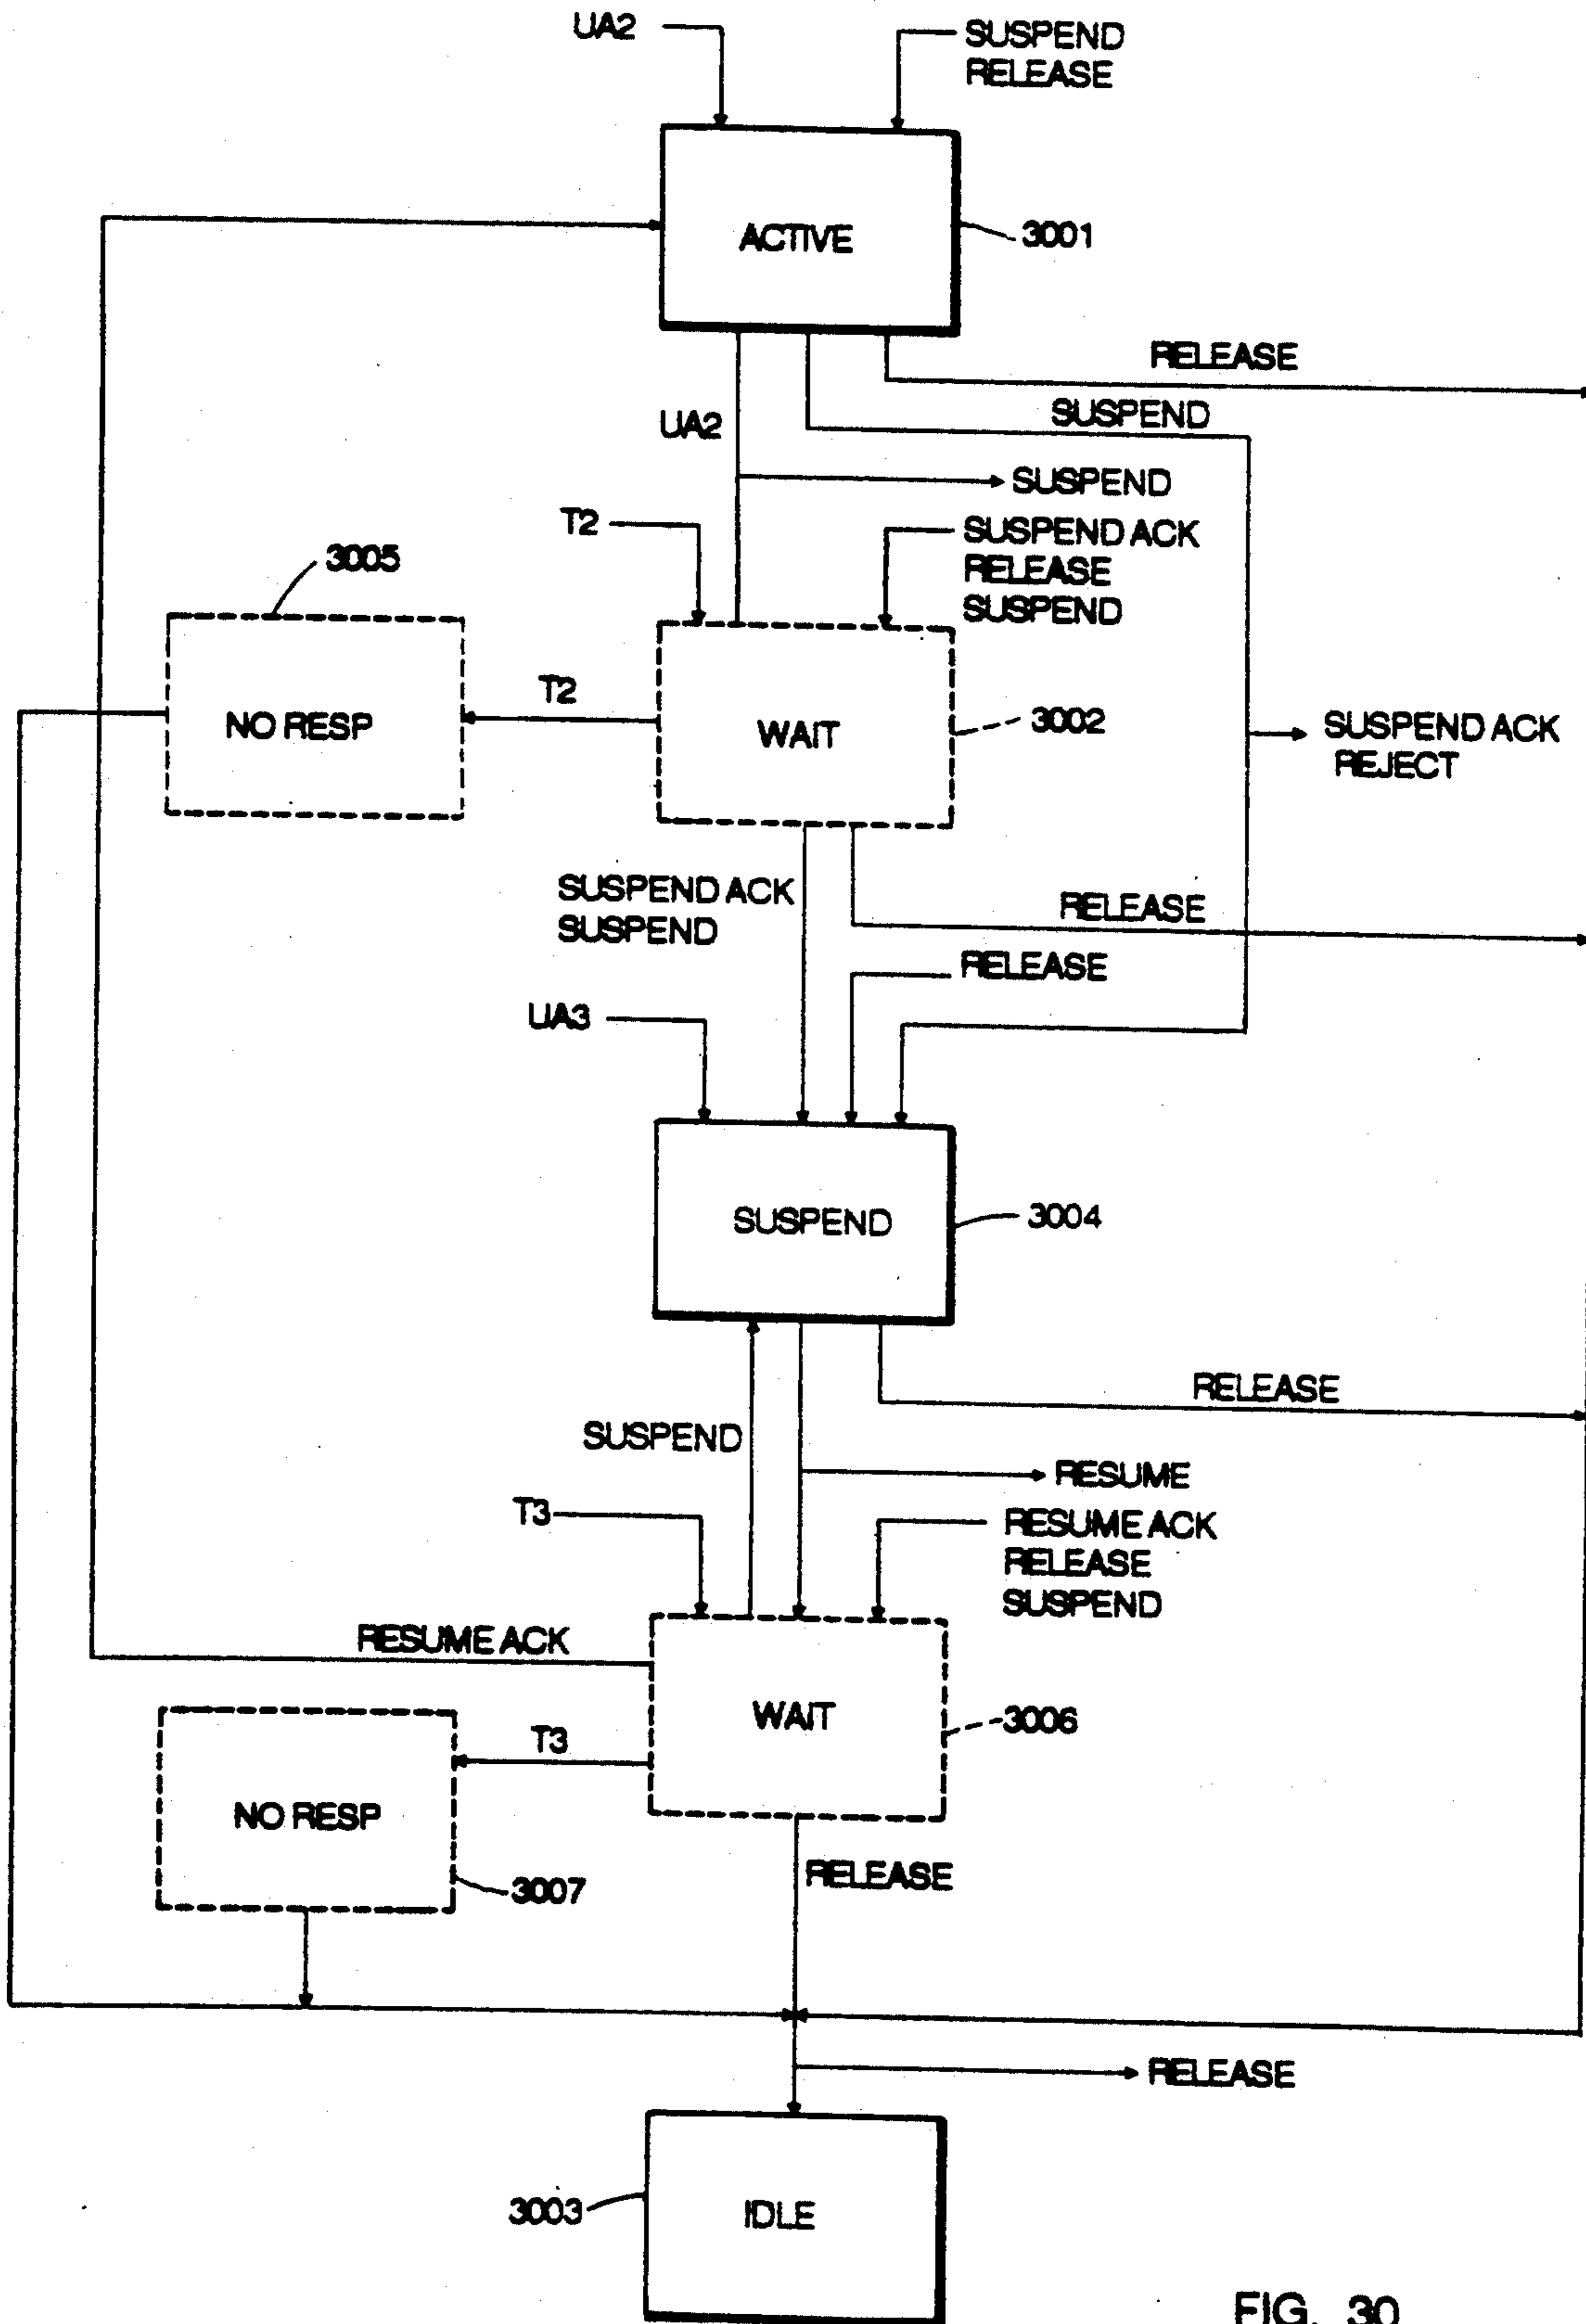 UA2
SUSPEND
RELEASE
ACTIVE
3001
RELEASE
SUSPEND
UA2
SUSPEND
T2
SUSPEND ACK
RELEASE
SUSPEND
3005
NO RESP
T2
WAIT
3002
SUSPEND ACK
REJECT
SUSPEND ACK
SUSPEND
RELEASE
RELEASE
UA3
SUSPEND
3004
RELEASE
SUSPEND
RESUME
T3
RESUME ACK
RELEASE
SUSPEND
RESUME ACK
WAIT
3006
T3
NO RESP
3007
RELEASE
RELEASE
3003
IDLE
FIG. 30